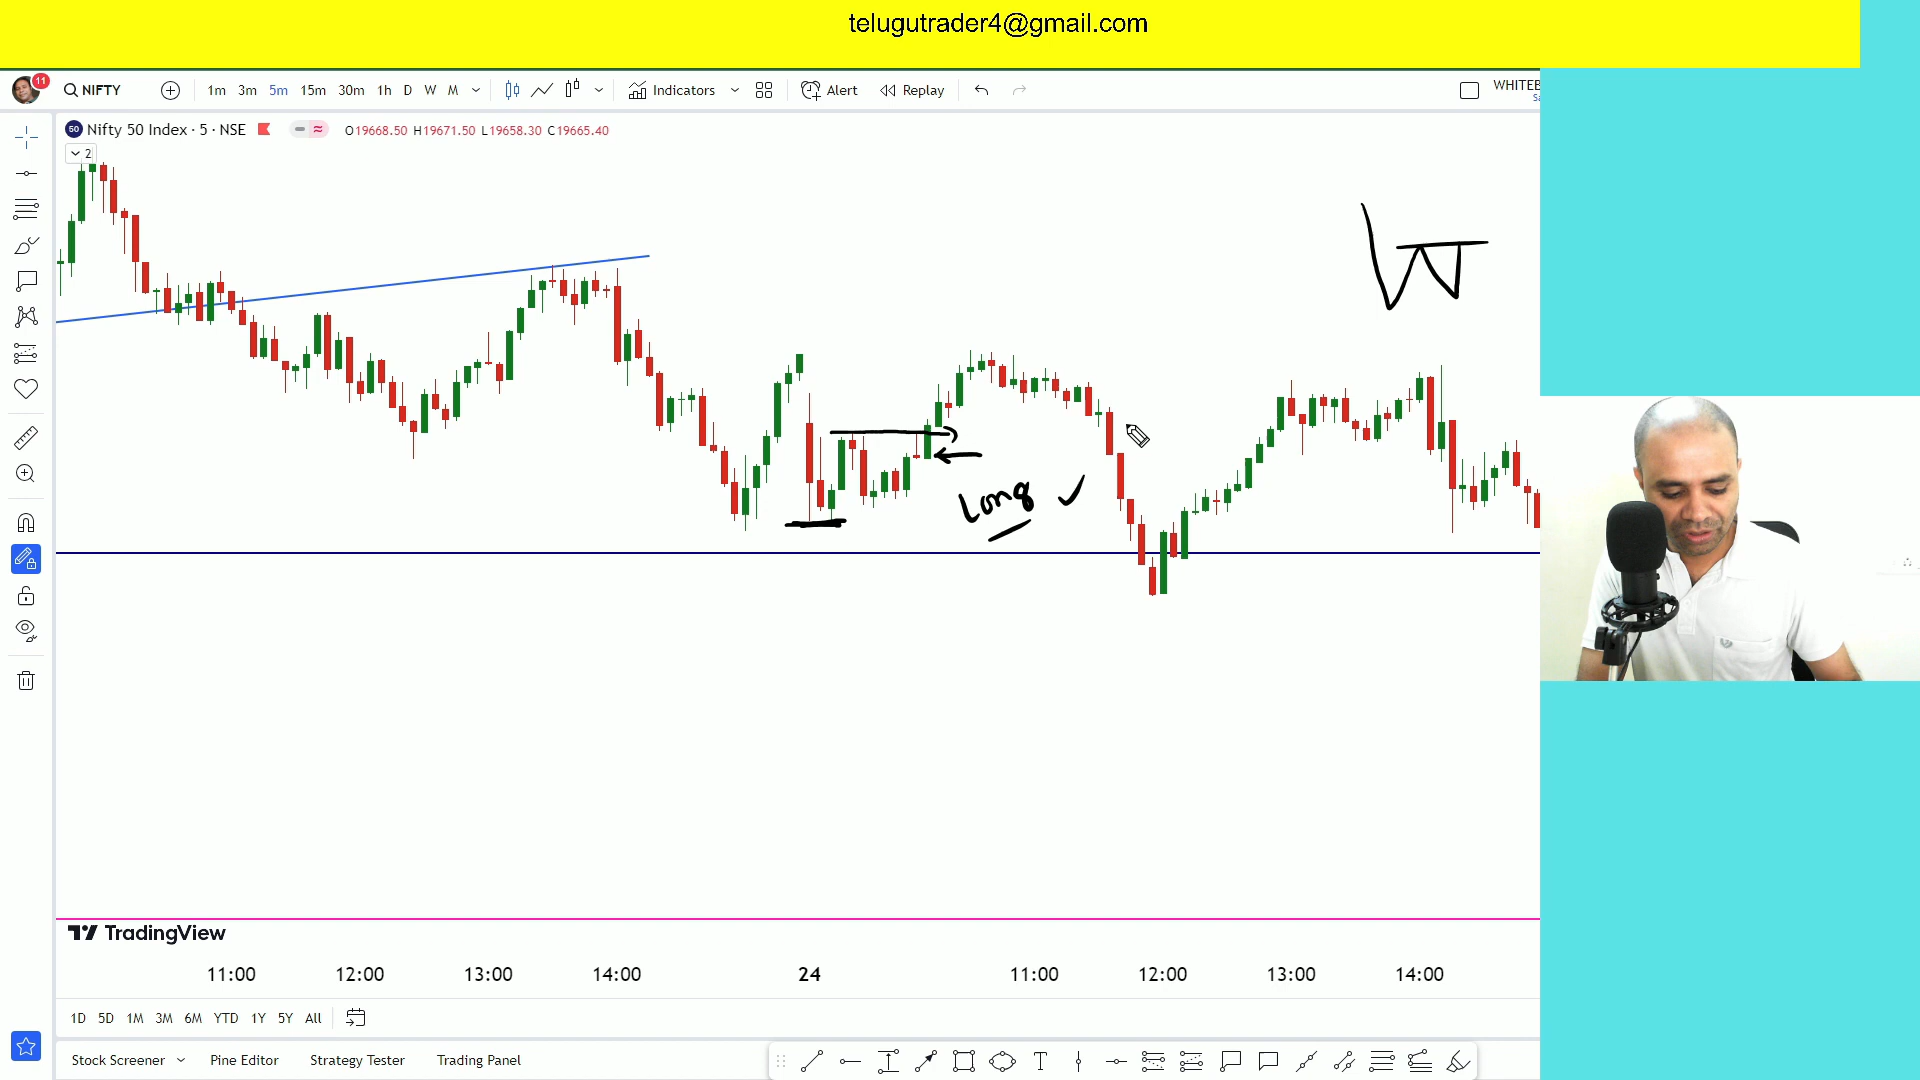 telugutrader4@gmail.com
11 NIFTY 1m 3m 5m 15m 30m 1h D W M Indicators Alert Replay WHITEB
50 Nifty 50 Index · 5 · NSE O19668.50 H19671.50 L19658.30 C19665.40
2
Long
TradingView
11:00 12:00 13:00 14:00 24 11:00 12:00 13:00 14:00
1D 5D 1M 3M 6M YTD 1Y 5Y All
Stock Screener Pine Editor Strategy Tester Trading Panel